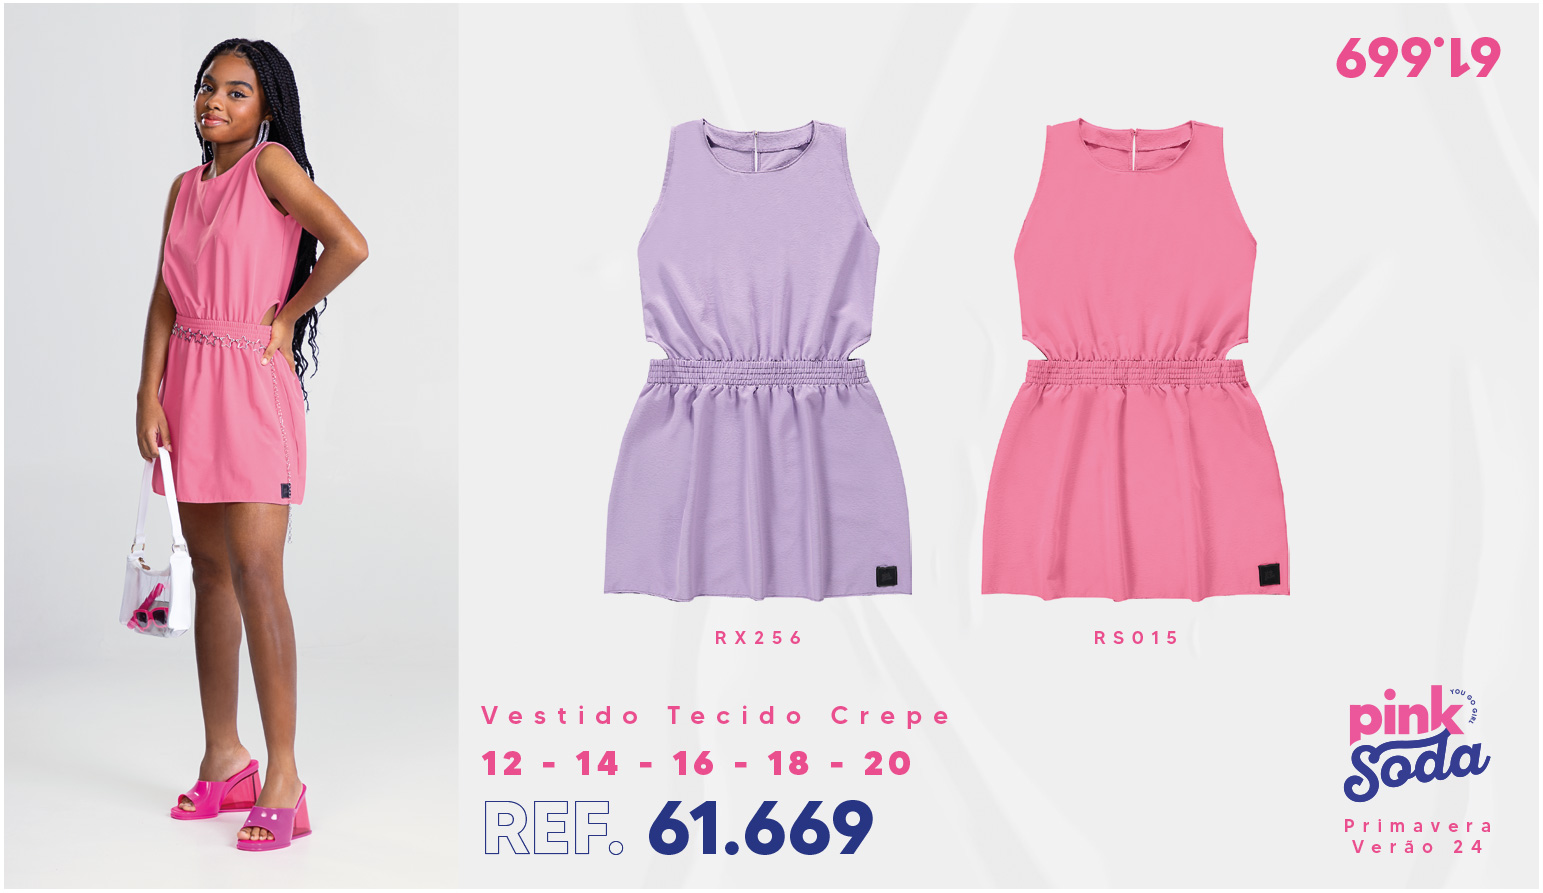 61.669
RX256
RS015
Vestido Tecido Crepe
12 - 14 - 16 - 18 - 20
REF. 61.669
pink
YOU GO GIRL
Soda
Primavera
Verão 24